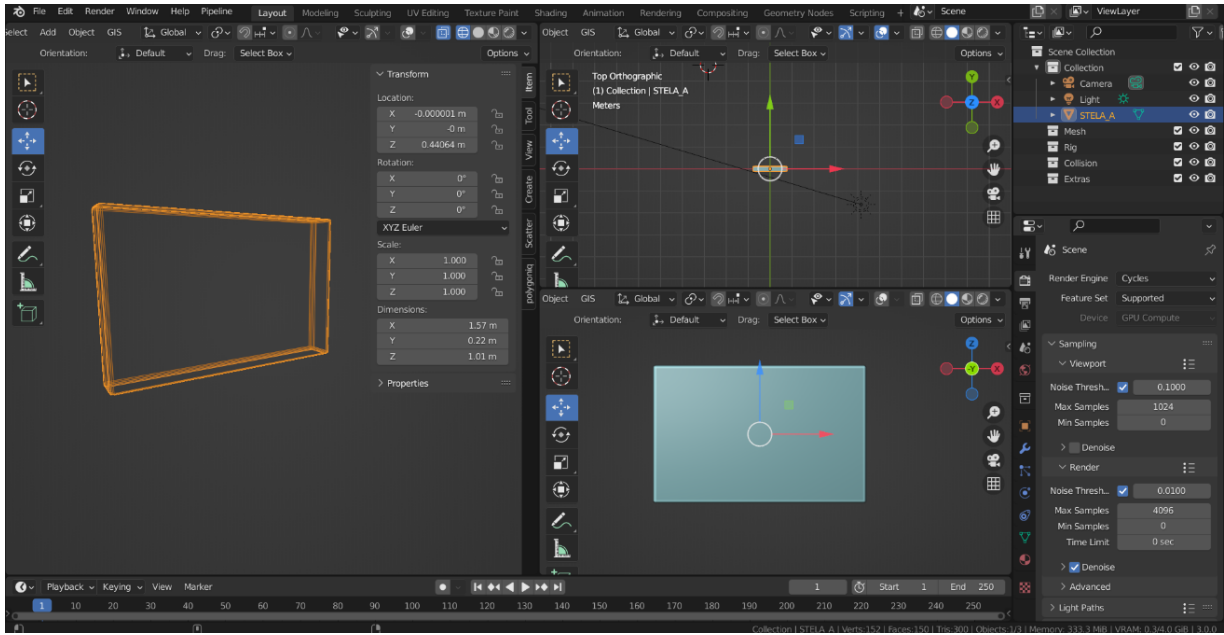 File Edit Render Window Help Pipeline Layout Modeling Sculpting UV Editing Texture Paint Shading Animation Rendering Compositing Geometry Nodes Scripting + Scene ViewLayer
elect Add Object GIS Global
Orientation: Default Drag: Select Box Options
Transform
Location:
X -0.000001 m
Y -0 m
Z 0.44064 m
Rotation:
X 0°
Y 0°
Z 0°
XYZ Euler
Scale:
X 1.000
Y 1.000
Z 1.000
Dimensions:
X 1.57 m
Y 0.22 m
Z 1.01 m
Properties
Item
Tool
View
Create
Scatter
polygoniq
Object GIS Global
Orientation: Default Drag: Select Box Options
Top Orthographic
(1) Collection | STELA_A
Meters
Y
Z
X
Object GIS Global
Orientation: Default Drag: Select Box Options
Z
-Y
X
Scene Collection
Collection
Camera
Light
STELA_A
Mesh
Rig
Collision
Extras
Scene
Render Engine Cycles
Feature Set Supported
Device GPU Compute
Sampling
Viewport
Noise Thresh.. 0.1000
Max Samples 1024
Min Samples 0
Denoise
Render
Noise Thresh.. 0.0100
Max Samples 4096
Min Samples 0
Time Limit 0 sec
Denoise
Advanced
Light Paths
Playback Keying View Marker 1 Start 1 End 250
1 10 20 30 40 50 60 70 80 90 100 110 120 130 140 150 160 170 180 190 200 210 220 230 240 250
Collection | STELA_A | Verts:152 | Faces:150 | Tris:300 | Objects:1/3 | Memory: 333.3 MiB | VRAM: 0.3/4.0 GiB | 3.0.0